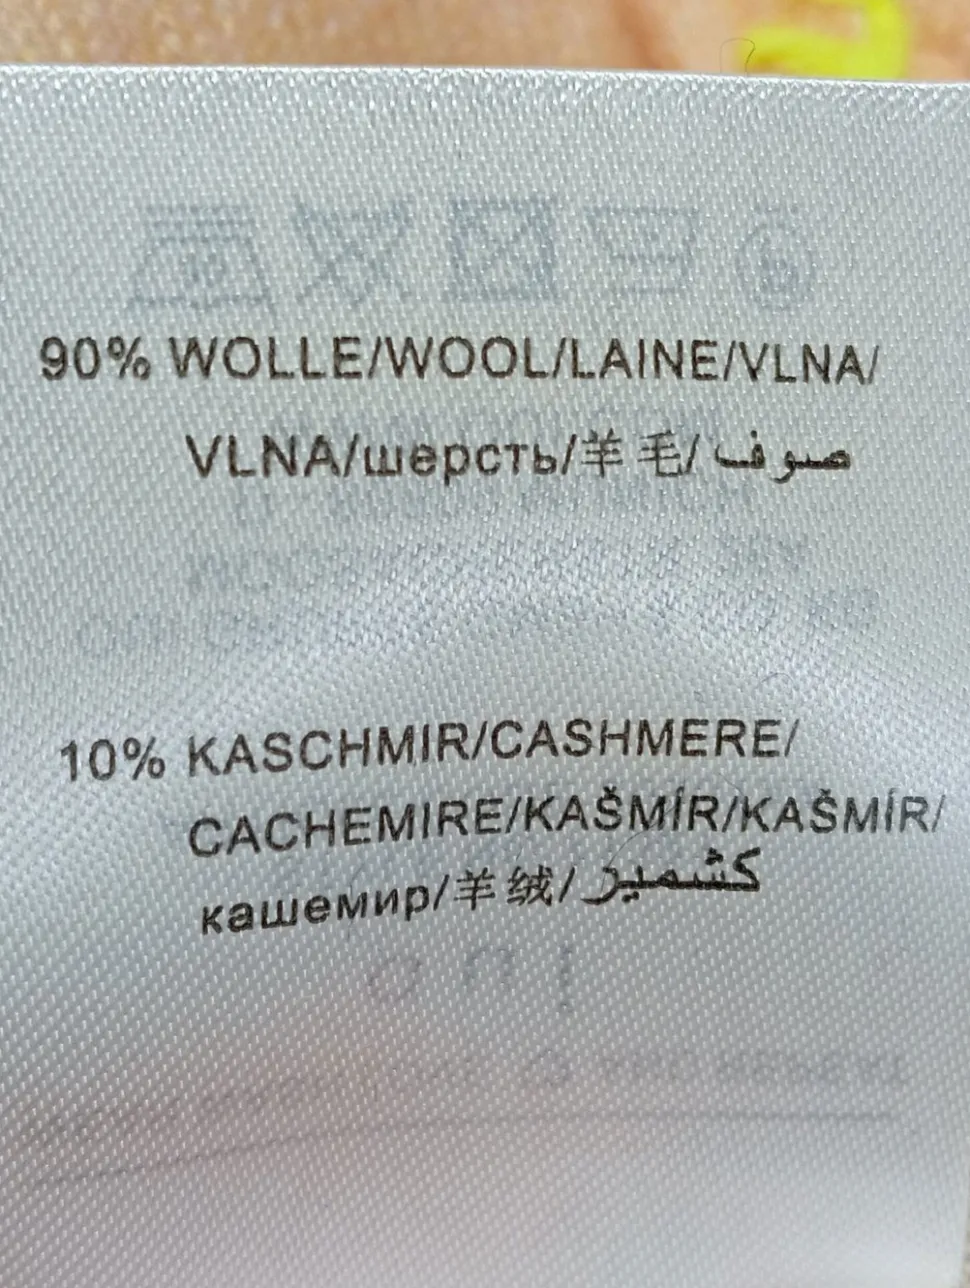 90% WOLLE/WOOL/LAINE/VLNA/
VLNA/шерсть/羊毛/صوف
10% KASCHMIR/CASHMERE/
CACHEMIRE/KAŠMÍR/KAŠMÍR/
кашемир/羊绒/كشمير